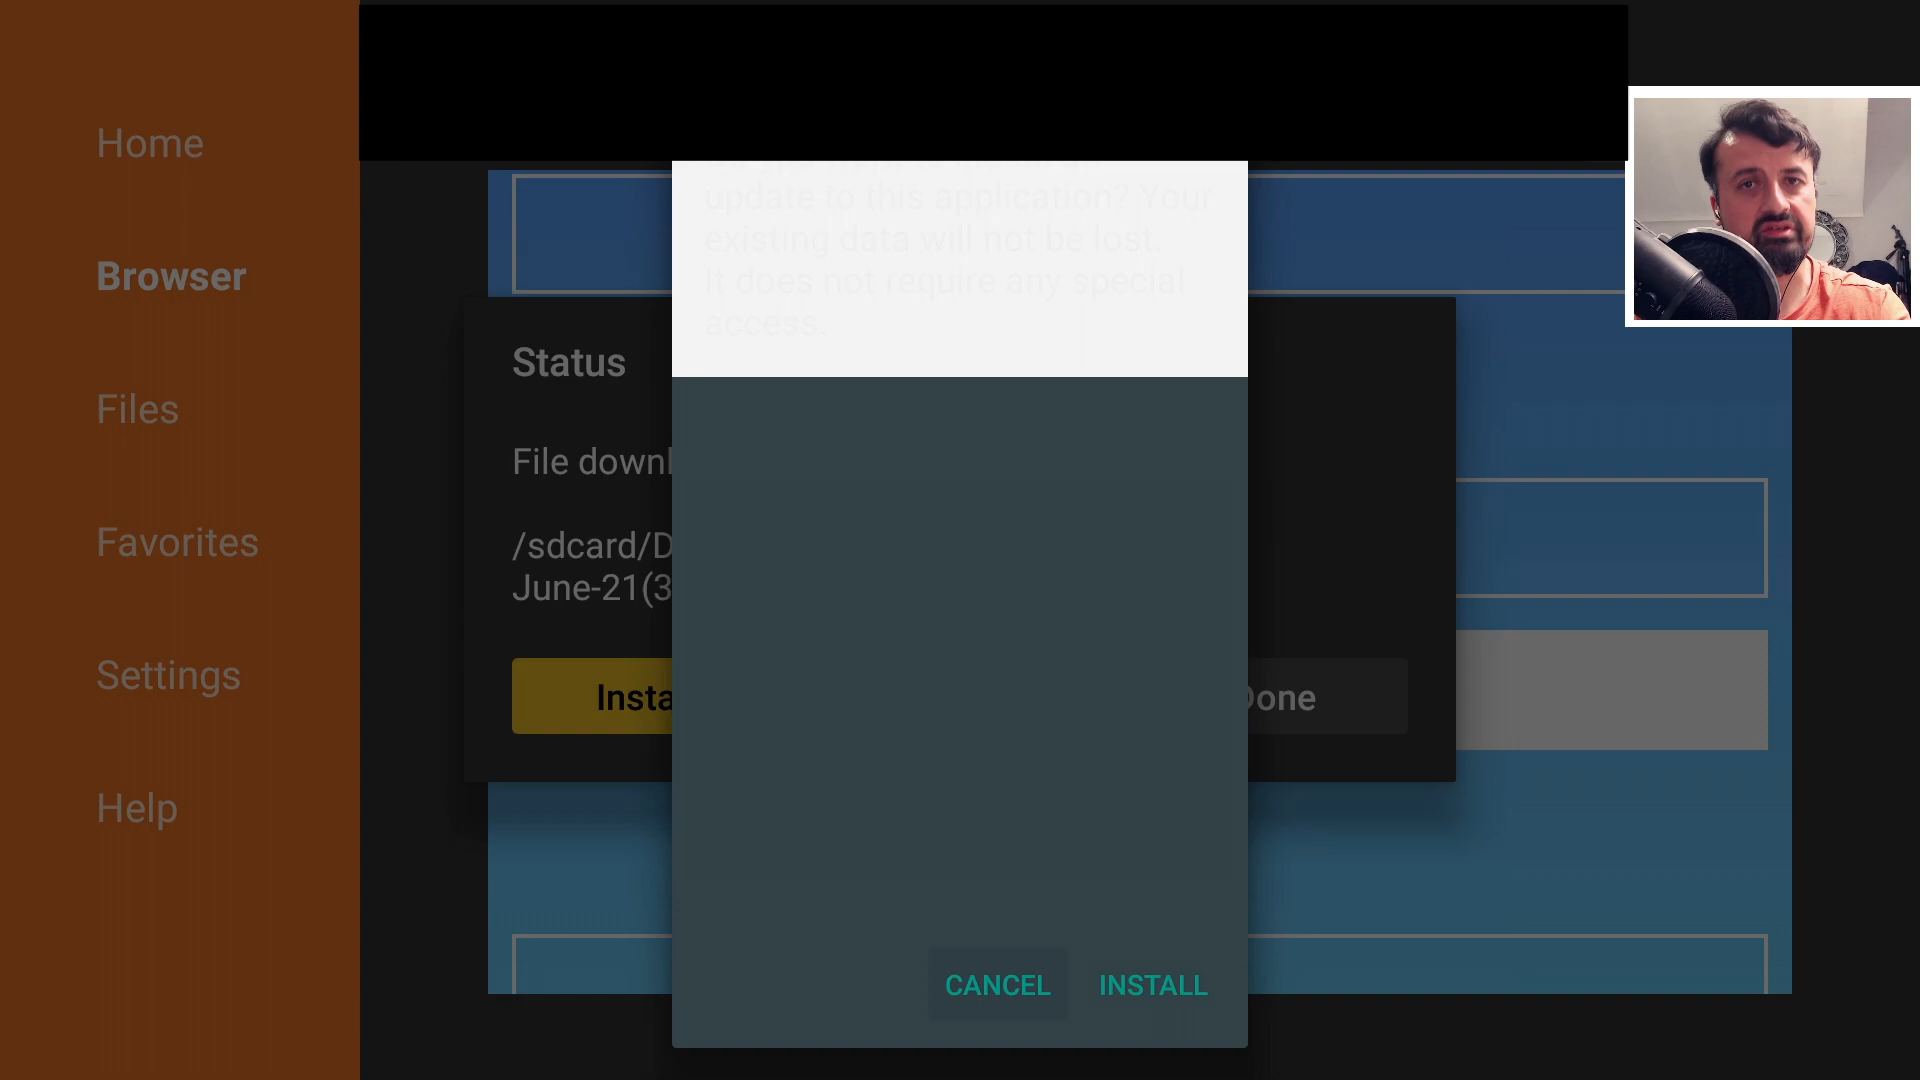 Home
Browser
Files
Favorites
Settings
Help
update to this application? Your
existing data will not be lost.
It does not require any special
access.
Status
File downl
/sdcard/D
June-21(3
Insta
Done
CANCEL
INSTALL